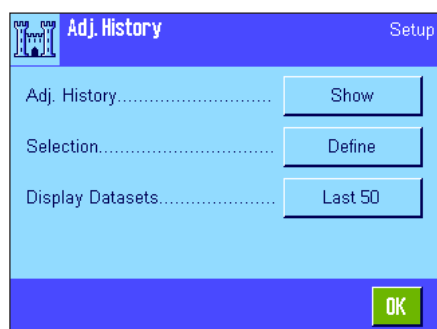 Adj. History Setup
Adj. History............................ Show
Selection................................ Define
Display Datasets...................... Last 50
OK